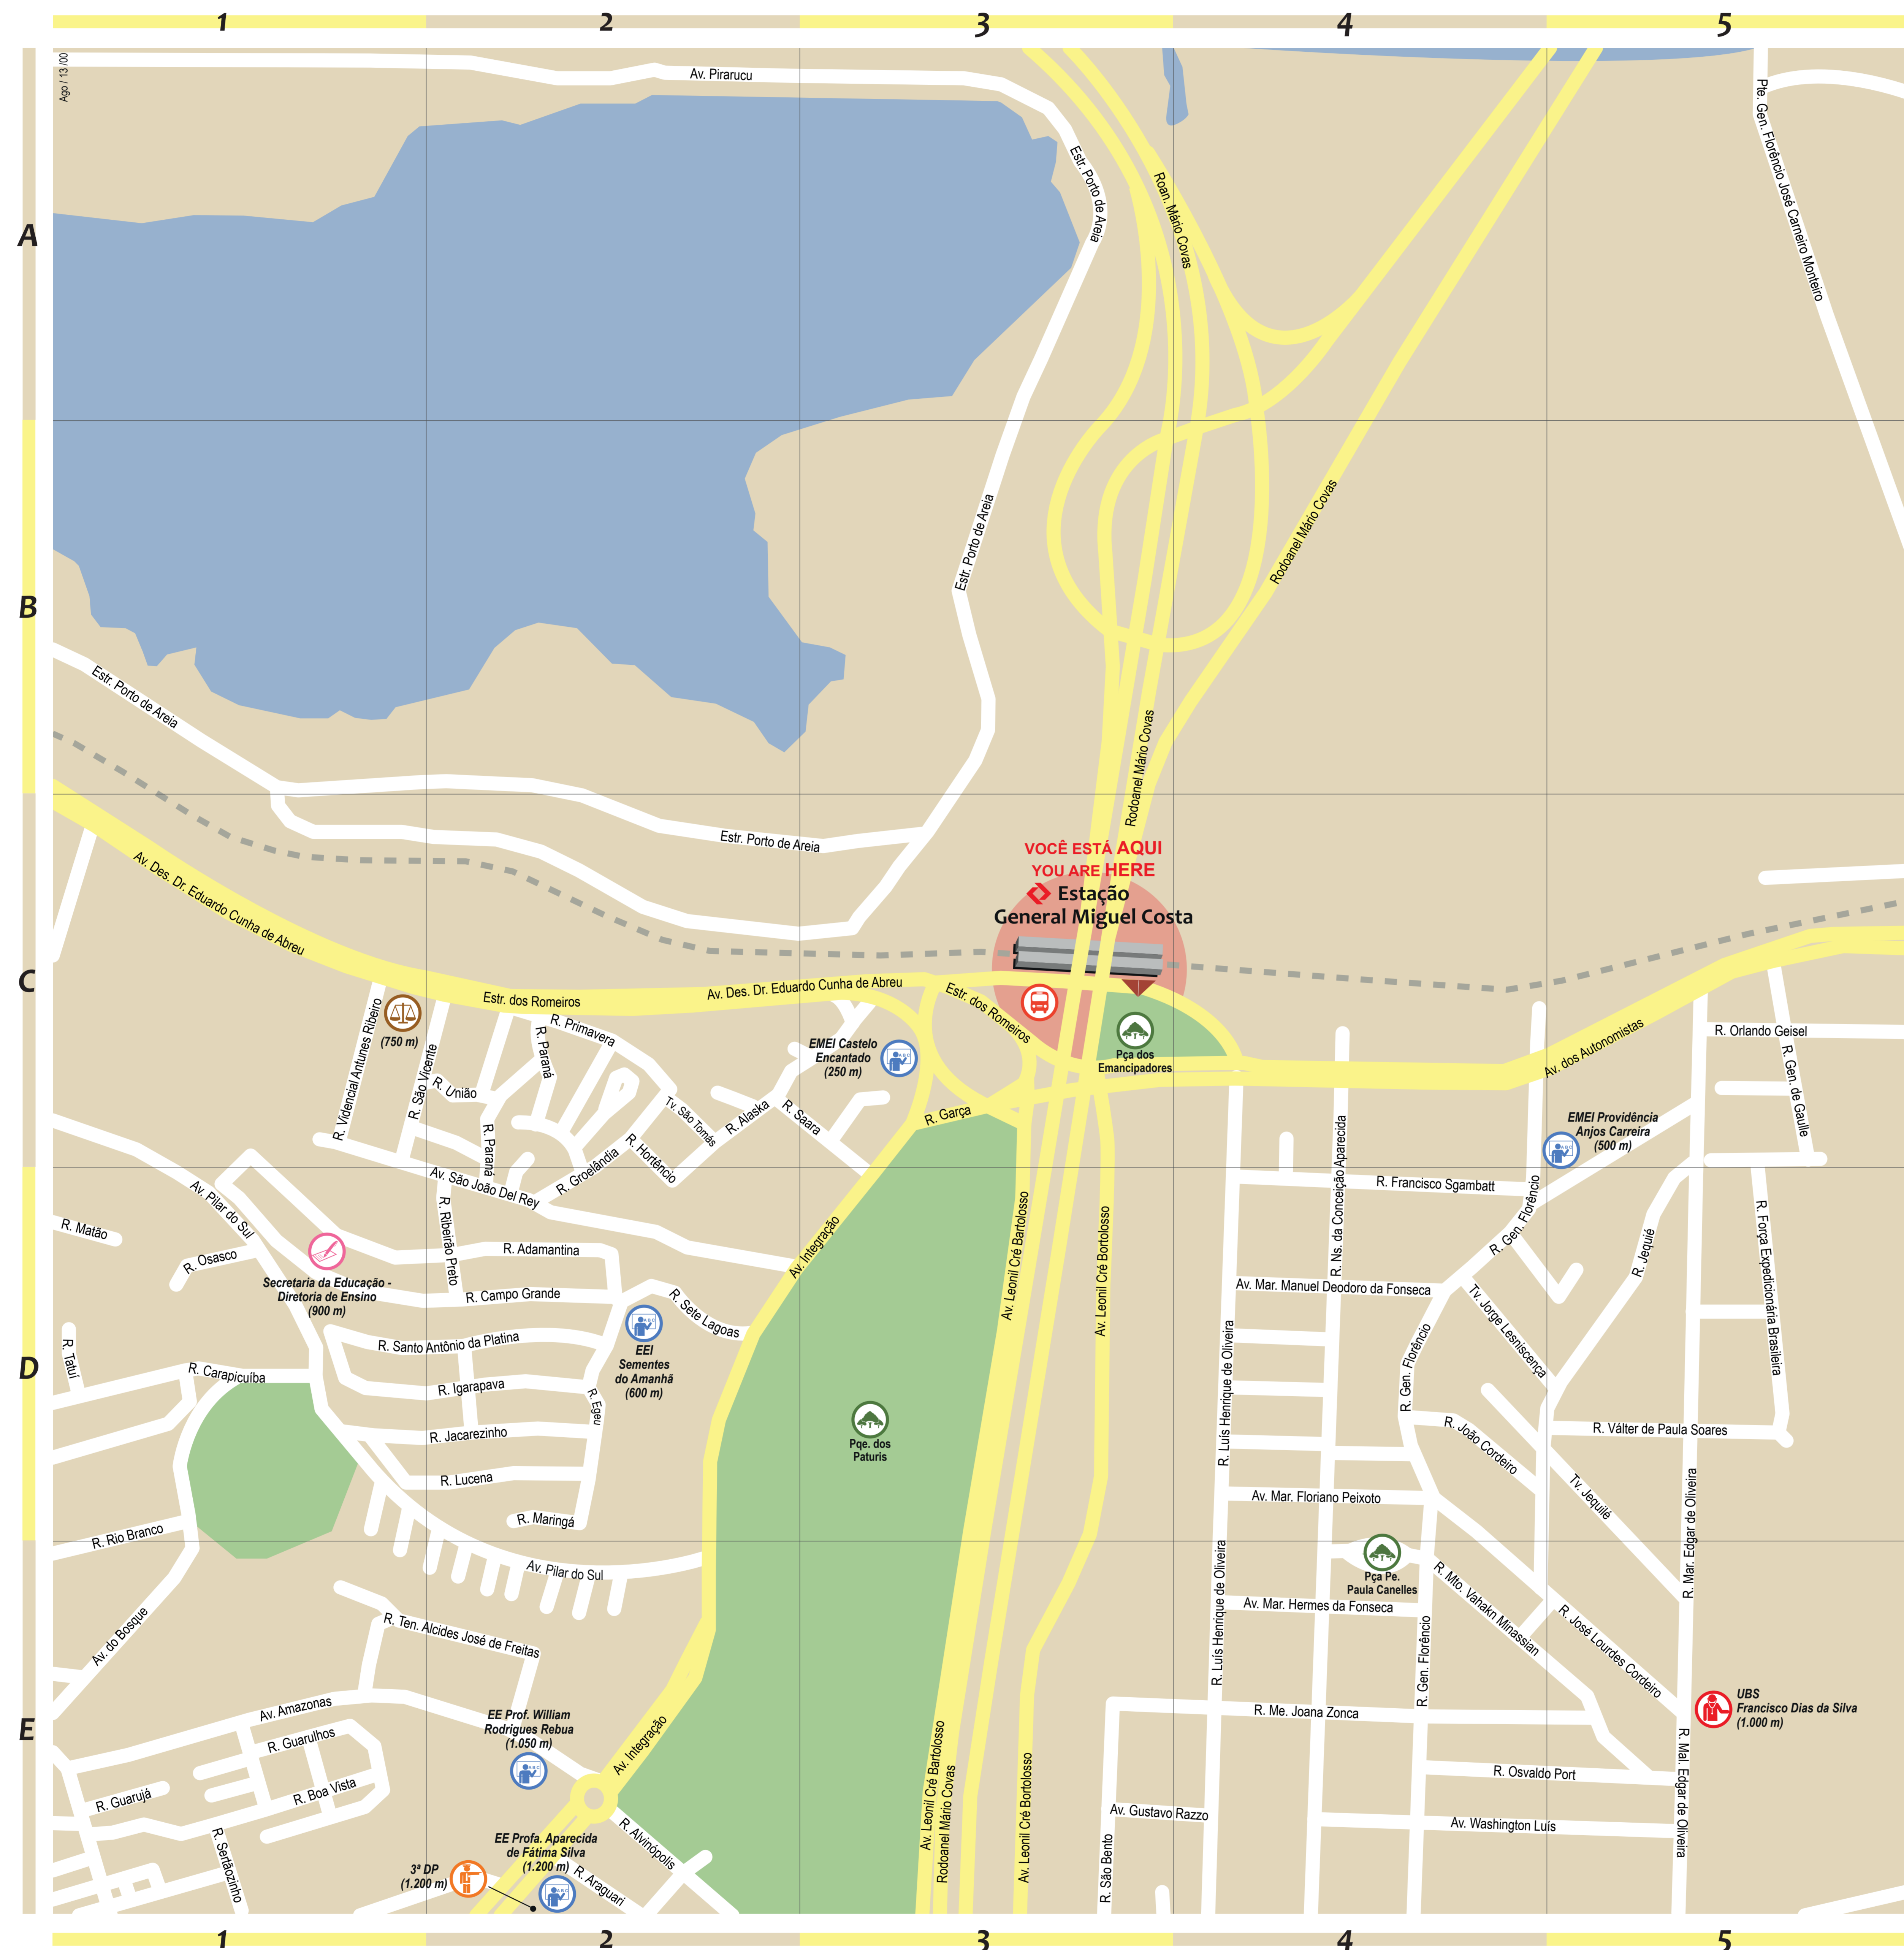 1 2 3 4 5
Ago / 13 /00
Av. Pirarucu
Estr. Porto de Areia
Roan. Mário Covas
Pte. Gen. Florêncio José Carneiro Monteiro
A
B
Estr. Porto de Areia
Rodoanel Mário Covas
Estr. Porto de Areia
Rodoanel Mário Covas
Estr. Porto de Areia
VOCÊ ESTÁ AQUI
YOU ARE HERE
Estação
General Miguel Costa
Av. Des. Dr. Eduardo Cunha de Abreu
C
Estr. dos Romeiros
Av. Des. Dr. Eduardo Cunha de Abreu
Estr. dos Romeiros
(750 m)
R. Videncial Antunes Ribeiro
R. São Vicente
R. União
R. Paraná
R. Primavera
R. Paraná
EMEI Castelo
Encantado
(250 m)
Pça dos
Emancipadores
Av. dos Autonomistas
R. Orlando Geisel
R. Gen. de Gaulle
R. Garça
Tv. São Tomás
R. Alaska
R. Saara
R. Hortêncio
R. Groelândia
Av. São João Del Rey
EMEI Providência
Anjos Carreira
(500 m)
R. Ns. da Conceição Aparecida
R. Francisco Sgambatt
R. Gen. Florêncio
Av. Pilar do Sul
R. Matão
R. Osasco
R. Ribeirão Preto
R. Adamantina
Secretaria da Educação -
Diretoria de Ensino
(900 m)
R. Campo Grande
R. Sete Lagoas
Av. Integração
Av. Leonil Cré Bartolosso
Av. Leonil Cré Bortolosso
Av. Mar. Manuel Deodoro da Fonseca
R. Jequié
R. Força Expedicionária Brasileira
Tv. Jorge Lesniscença
R. Tatuí
R. Santo Antônio da Platina
EEI
Sementes
do Amanhã
(600 m)
D
R. Carapicuíba
R. Igarapava
R. Egeu
R. Jacarezinho
R. Lucena
R. Maringá
Pqe. dos
Paturis
R. Luís Henrique de Oliveira
R. Gen. Florêncio
R. João Cordeiro
R. Válter de Paula Soares
Tv. Jequilé
R. Mar. Edgar de Oliveira
Av. Mar. Floriano Peixoto
R. Rio Branco
Av. Pilar do Sul
Pça Pe.
Paula Canelles
R. Luís Henrique de Oliveira
Av. Mar. Hermes da Fonseca
R. Mto. Vahakn Minassian
R. José Lourdes Cordeiro
R. Gen. Florêncio
Av. do Bosque
R. Ten. Alcides José de Freitas
Av. Amazonas
EE Prof. William
Rodrigues Rebua
(1.050 m)
E
R. Guarulhos
R. Boa Vista
R. Guarujá
R. Sertãozinho
Av. Integração
Av. Leonil Cré Bartolosso
Rodoanel Mário Covas
Av. Leonil Cré Bortolosso
R. Me. Joana Zonca
UBS
Francisco Dias da Silva
(1.000 m)
R. Mal. Edgar de Oliveira
R. Osvaldo Port
Av. Gustavo Razzo
Av. Washington Luís
R. São Bento
EE Profa. Aparecida
de Fátima Silva
(1.200 m)
3ª DP
(1.200 m)
R. Alvinópolis
R. Araguari
1 2 3 4 5